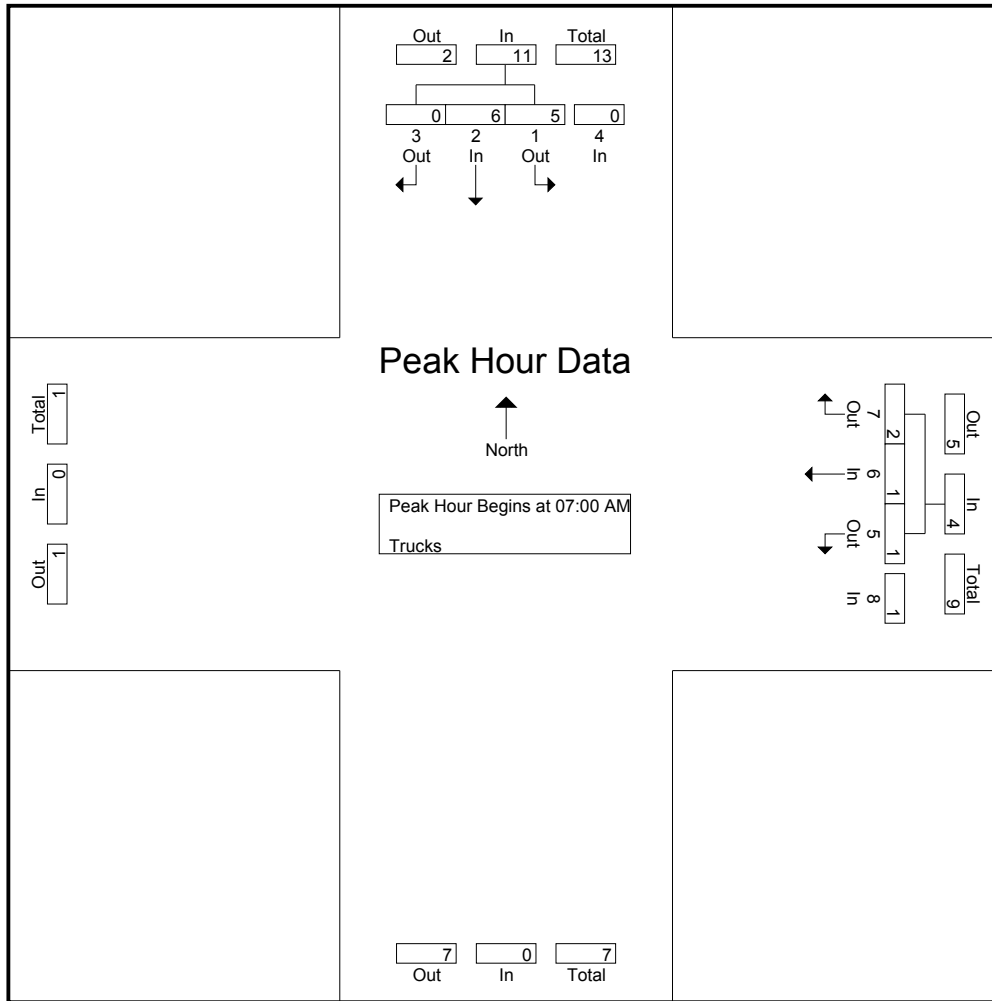 Out In Total
2 11 13
0 6 5 0
3 2 1 4
Out In Out In
Peak Hour Data
North
Peak Hour Begins at 07:00 AM
Trucks
Total In Out
1 0 1
Out In Total
5 4 9
2 1 1 1
7 6 5 8
Out In Out In
7 0 7
Out In Total